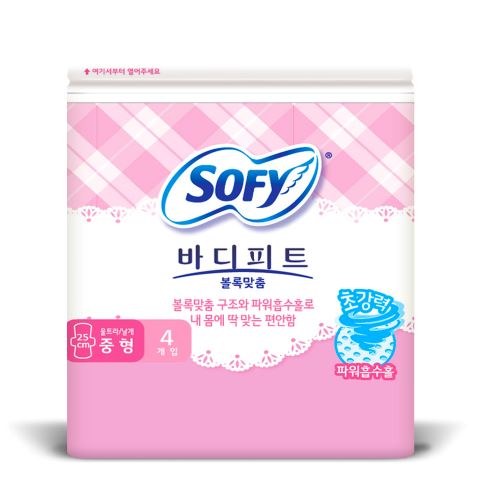 ↑ 여기서부터 열어주세요
SOFY®
바디피트
볼록맞춤
볼록맞춤 구조와 파워흡수홀로
내 몸에 딱 맞는 편안함
25cm
울트라/날개
중형
4
개입
초강력
파워흡수홀